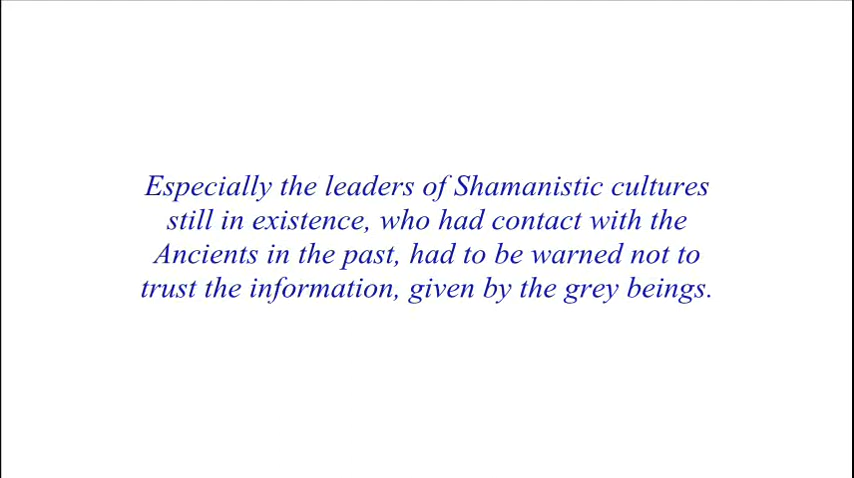 Especially the leaders of Shamanistic cultures
still in existence, who had contact with the
Ancients in the past, had to be warned not to
trust the information, given by the grey beings.